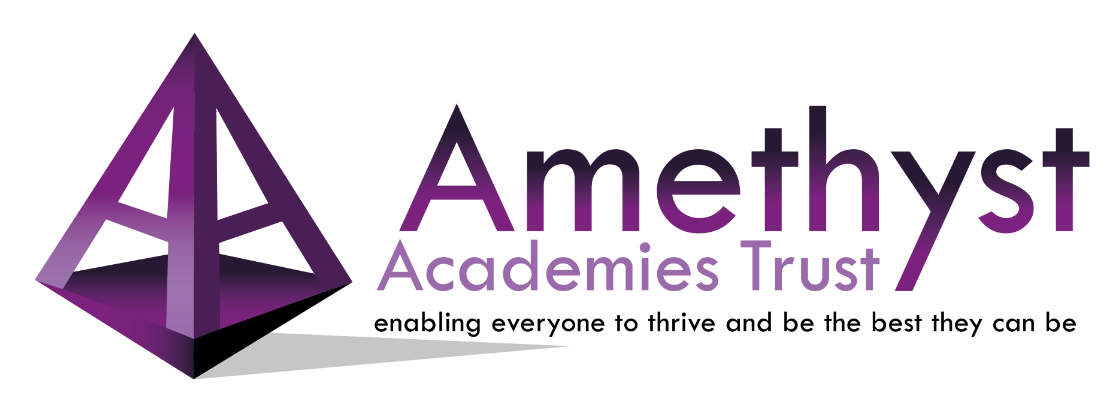 Amethyst
Academies Trust
enabling everyone to thrive and be the best they can be